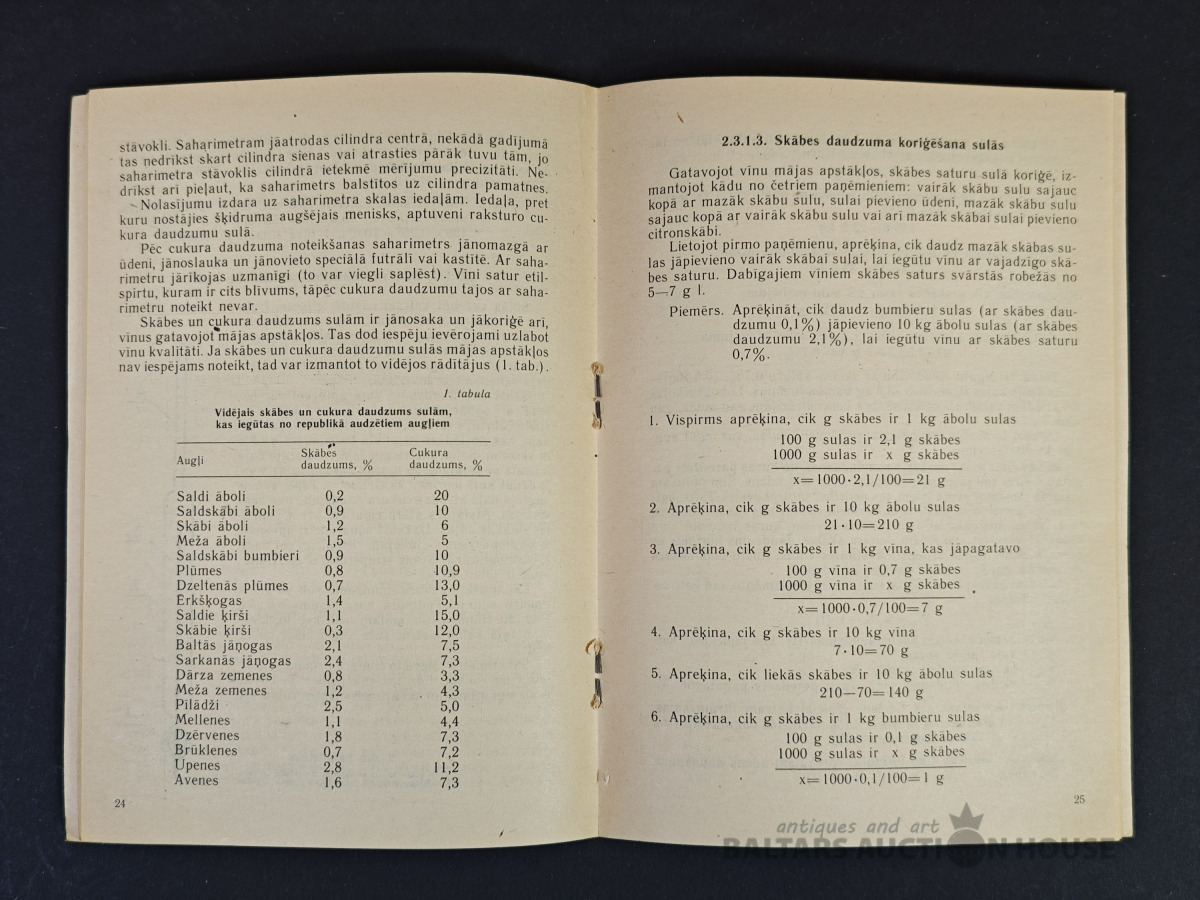 stāvoklī. Saharimetram jāatrodas cilindra centrā, nekādā gadījumā
tas nedrīkst skart cilindra sienas vai atrasties pārāk tuvu tām, jo
saharimetra stāvoklis cilindrā ietekmē mērījumu precizitāti. Ne-
drīkst arī pieļaut, ka saharimetrs balstītos uz cilindra pamatnes.
Nolasījumu izdara uz saharimetra skalas iedaļām. Iedaļa, pret
kuru nostājies šķidruma augšējais menisks, aptuveni raksturo cu-
kura daudzumu sulā.
Pēc cukura daudzuma noteikšanas saharimetrs jānomazgā ar
ūdeni, jānoslauka un jānovieto speciālā futrālī vai kastītē. Ar saha-
rimetru jārīkojas uzmanīgi (to var viegli saplēst). Vīni satur etil-
spirtu, kuram ir cits blīvums, tāpēc cukura daudzumu tajos ar saha-
rimetru noteikt nevar.
Skābes un cukura daudzums sulām ir jānosaka un jākoriģē arī,
vīnus gatavojot mājas apstākļos. Tas dod iespēju ievērojami uzlabot
vīnu kvalitāti. Ja skābes un cukura daudzumu sulās mājas apstākļos
nav iespējams noteikt, tad var izmantot to vidējos rādītājus (1. tab.).
1. tabula
Vidējais skābes un cukura daudzums sulām,
kas iegūtas no republikā audzētiem augļiem
Augļi Skābes daudzums, % Cukura daudzums, %
Saldi āboli 0,2 20
Saldskābi āboli 0,9 10
Skābi āboli 1,2 6
Meža āboli 1,5 5
Saldskābi bumbieri 0,9 10
Plūmes 0,8 10,9
Dzeltenās plūmes 0,7 13,0
Ērkšķogas 1,4 5,1
Saldie ķirši 1,1 15,0
Skābie ķirši 0,3 12,0
Baltās jāņogas 2,1 7,5
Sarkanās jāņogas 2,4 7,3
Dārza zemenes 0,8 3,3
Meža zemenes 1,2 4,3
Pīlādži 2,5 5,0
Mellenes 1,1 4,4
Dzērvenes 1,8 7,3
Brūklenes 0,7 7,2
Upenes 2,8 11,2
Avenes 1,6 7,3
24
2.3.1.3. Skābes daudzuma koriģēšana sulās
Gatavojot vīnu mājas apstākļos, skābes saturu sulā koriģē, iz-
mantojot kādu no četriem paņēmieniem: vairāk skābu sulu sajauc
kopā ar mazāk skābu sulu, sulai pievieno ūdeni, mazāk skābu sulu
sajauc kopā ar vairāk skābu sulu vai arī mazāk skābai sulai pievieno
citronskābi.
Lietojot pirmo paņēmienu, aprēķina, cik daudz mazāk skābas su-
las jāpievieno vairāk skābai sulai, lai iegūtu vīnu ar vajadzīgo skā-
bes saturu. Dabīgajiem vīniem skābes saturs svārstās robežās no
5—7 g l.
Piemērs. Aprēķināt, cik daudz bumbieru sulas (ar skābes dau-
dzumu 0,1%) jāpievieno 10 kg ābolu sulas (ar skābes
daudzumu 2,1%), lai iegūtu vīnu ar skābes saturu
0,7%.
1. Vispirms aprēķina, cik g skābes ir 1 kg ābolu sulas
100 g sulas ir 2,1 g skābes
1000 g sulas ir x g skābes
x=1000·2,1/100=21 g
2. Aprēķina, cik g skābes ir 10 kg ābolu sulas
21·10=210 g
3. Aprēķina, cik g skābes ir 1 kg vīna, kas jāpagatavo
100 g vīna ir 0,7 g skābes
1000 g vīna ir x g skābes
x=1000·0,7/100=7 g
4. Aprēķina, cik g skābes ir 10 kg vīna
7·10=70 g
5. Apreķina, cik liekās skābes ir 10 kg ābolu sulas
210—70=140 g
6. Aprēķina, cik g skābes ir 1 kg bumbieru sulas
100 g sulas ir 0,1 g skābes
1000 g sulas ir x g skābes
x=1000·0,1/100=1 g
25
antiques and art
BALTARS AUCTION HOUSE